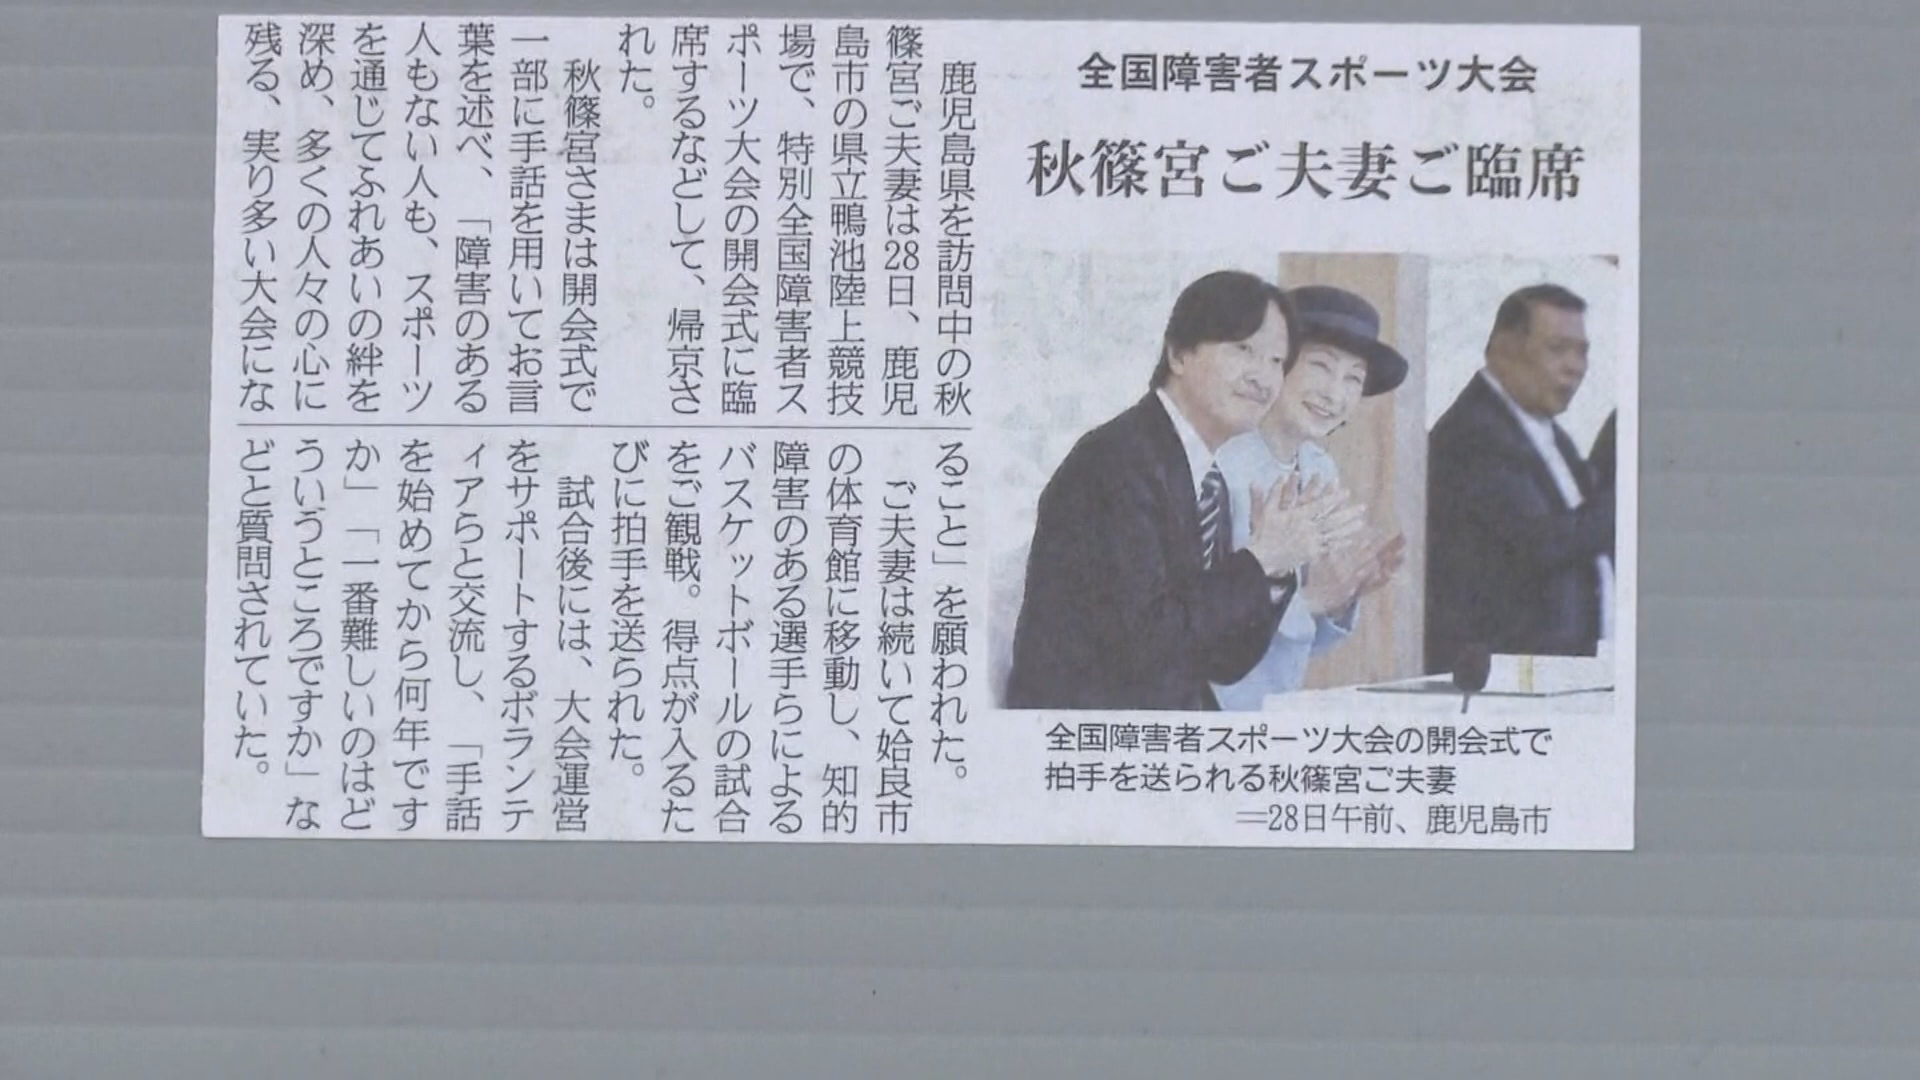 全国障害者スポーツ大会
秋篠宮ご夫妻ご臨席
鹿児島県を訪問中の秋
篠宮ご夫妻は28日、鹿児
島市の県立鴨池陸上競技
場で、特別全国障害者ス
ポーツ大会の開会式に臨
席するなどして、帰京さ
れた。
秋篠宮さまは開会式で
一部に手話を用いてお言
葉を述べ、「障害のある
人もない人も、スポーツ
を通じてふれあいの絆を
深め、多くの人々の心に
残る、実り多い大会にな
ること」を願われた。
ご夫妻は続いて姶良市
の体育館に移動し、知的
障害のある選手らによる
バスケットボールの試合
をご観戦。得点が入るた
びに拍手を送られた。
試合後には、大会運営
をサポートするボランテ
ィアらと交流し、「手話
を始めてから何年です
か」「一番難しいのはど
ういうところですか」な
どと質問されていた。
全国障害者スポーツ大会の開会式で
拍手を送られる秋篠宮ご夫妻
＝28日午前、鹿児島市